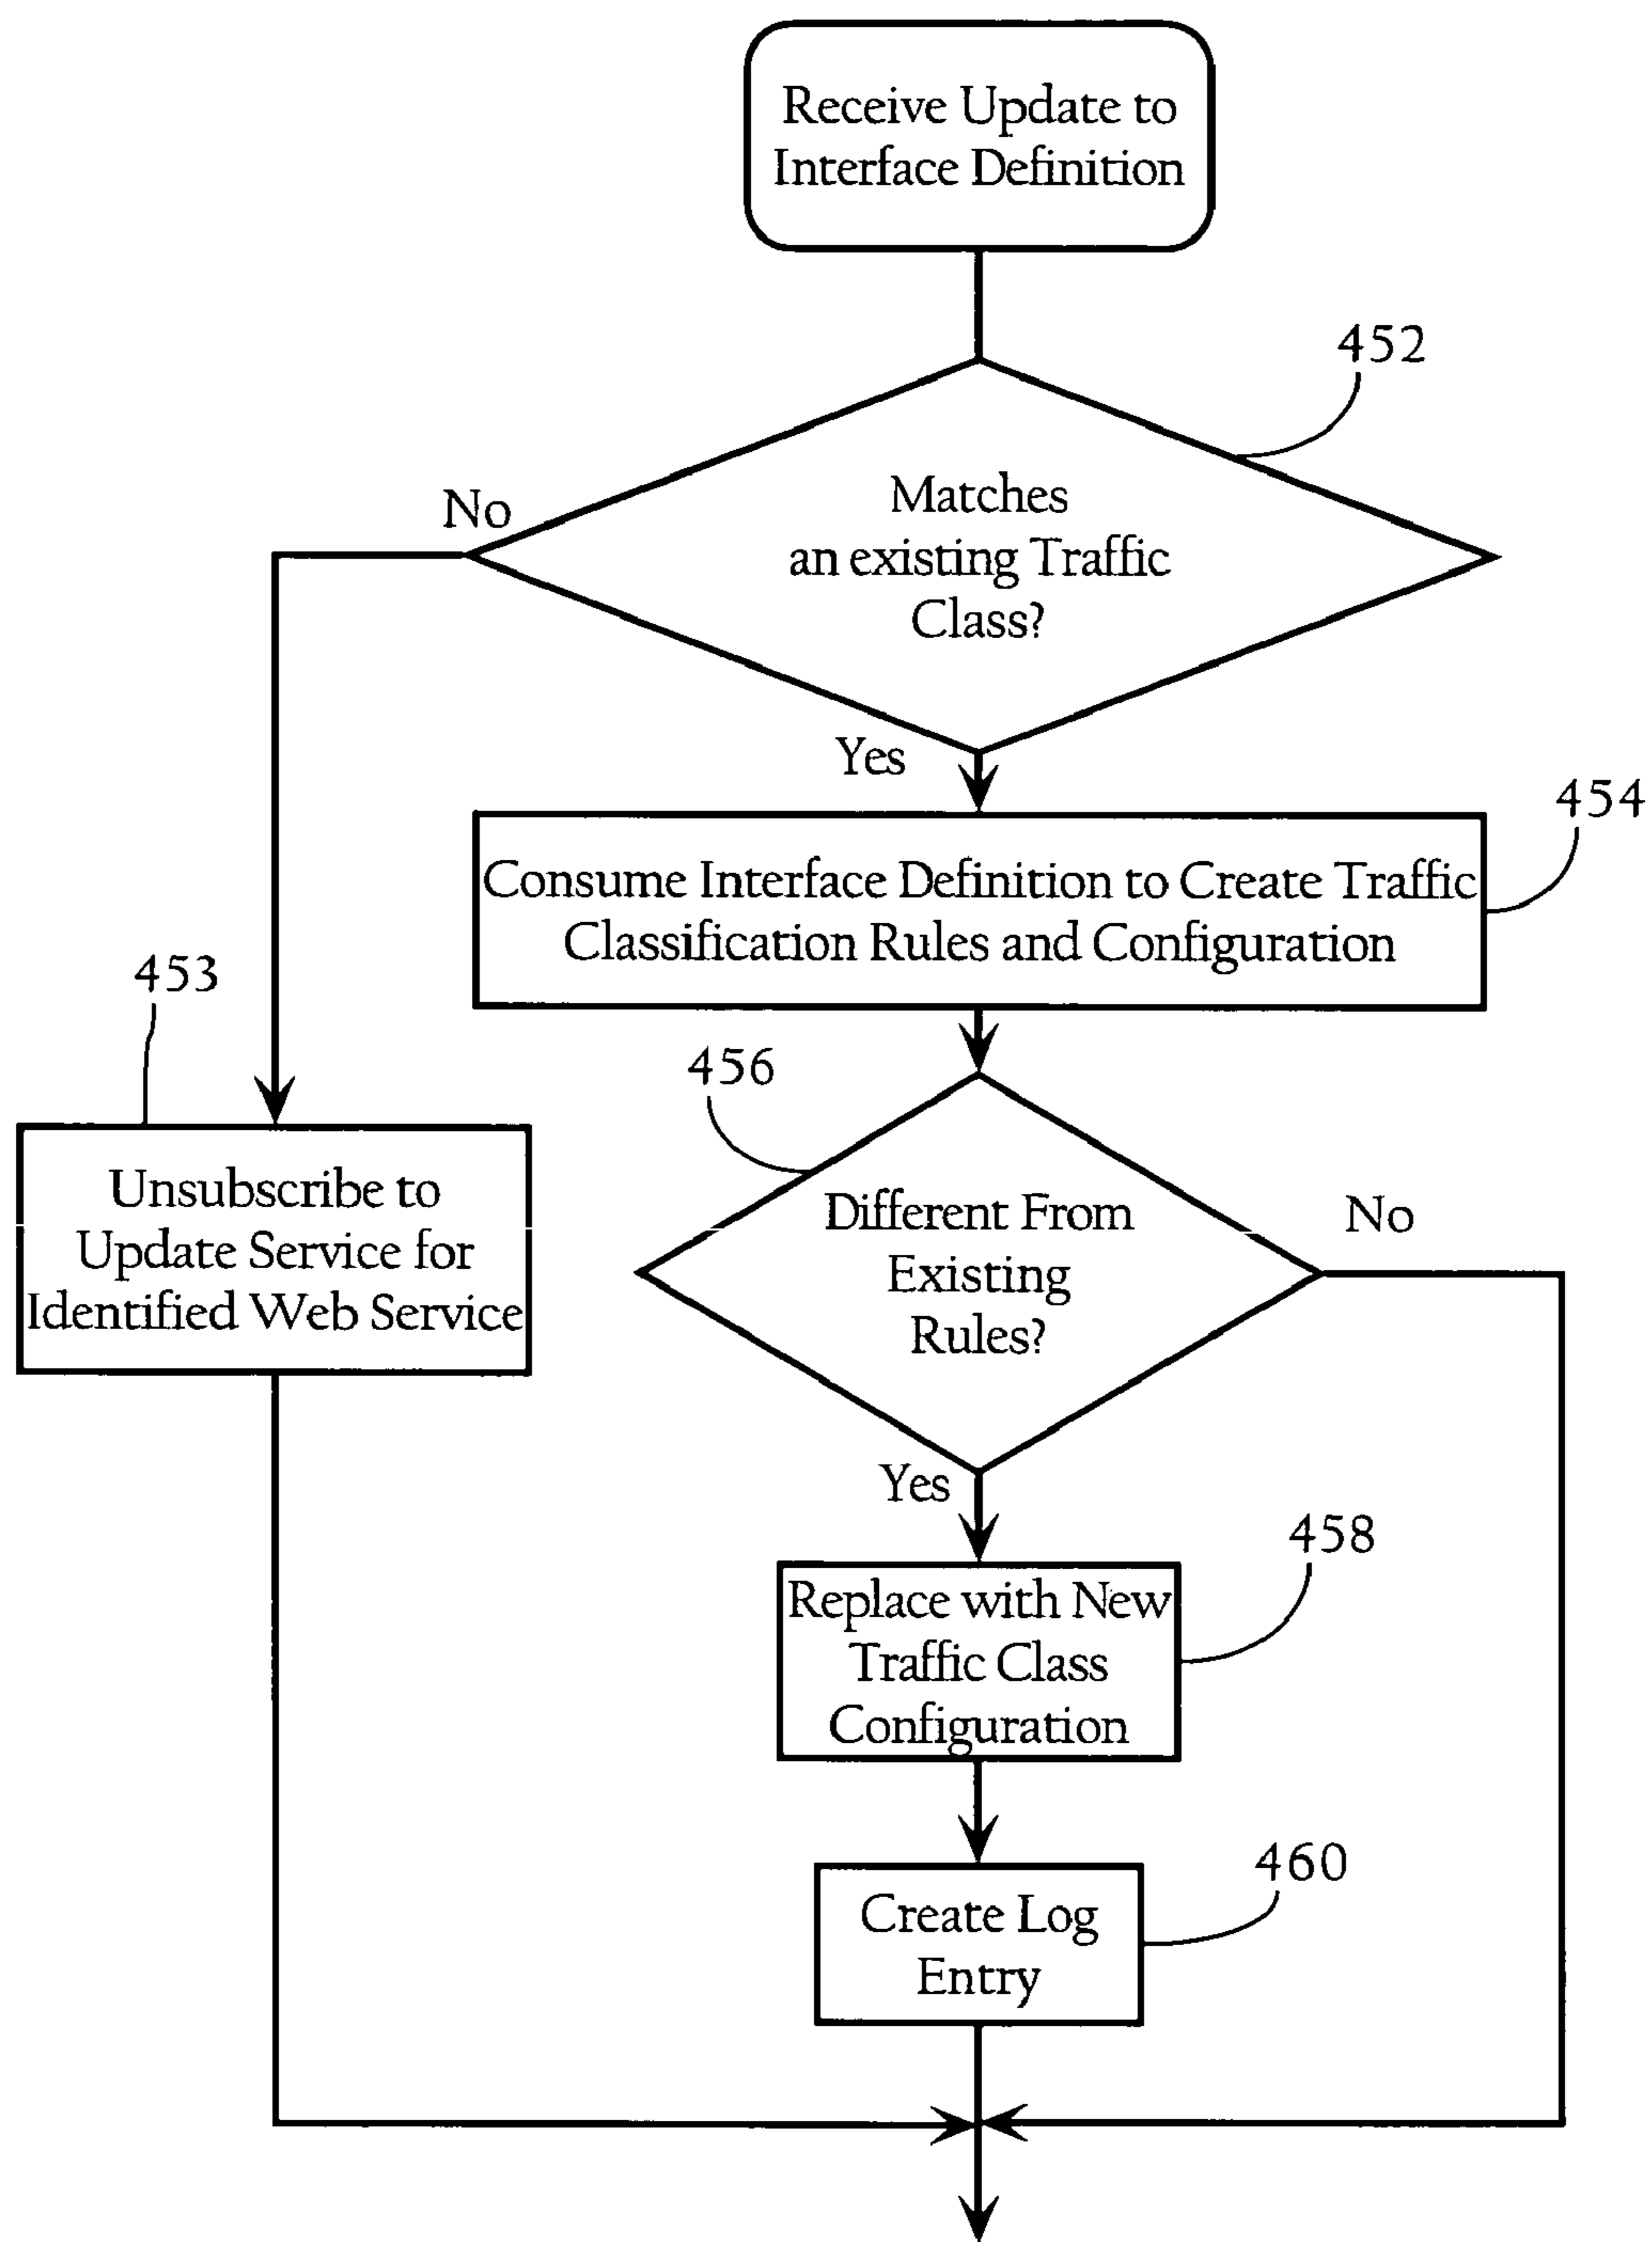 Receive Update to
Interface Definition
452
Matches
an existing Traffic
Class?
No
Yes
454
Consume Interface Definition to Create Traffic
Classification Rules and Configuration
453
Unsubscribe to
Update Service for
Identified Web Service
456
Different From
Existing
Rules?
No
Yes
458
Replace with New
Traffic Class
Configuration
460
Create Log
Entry